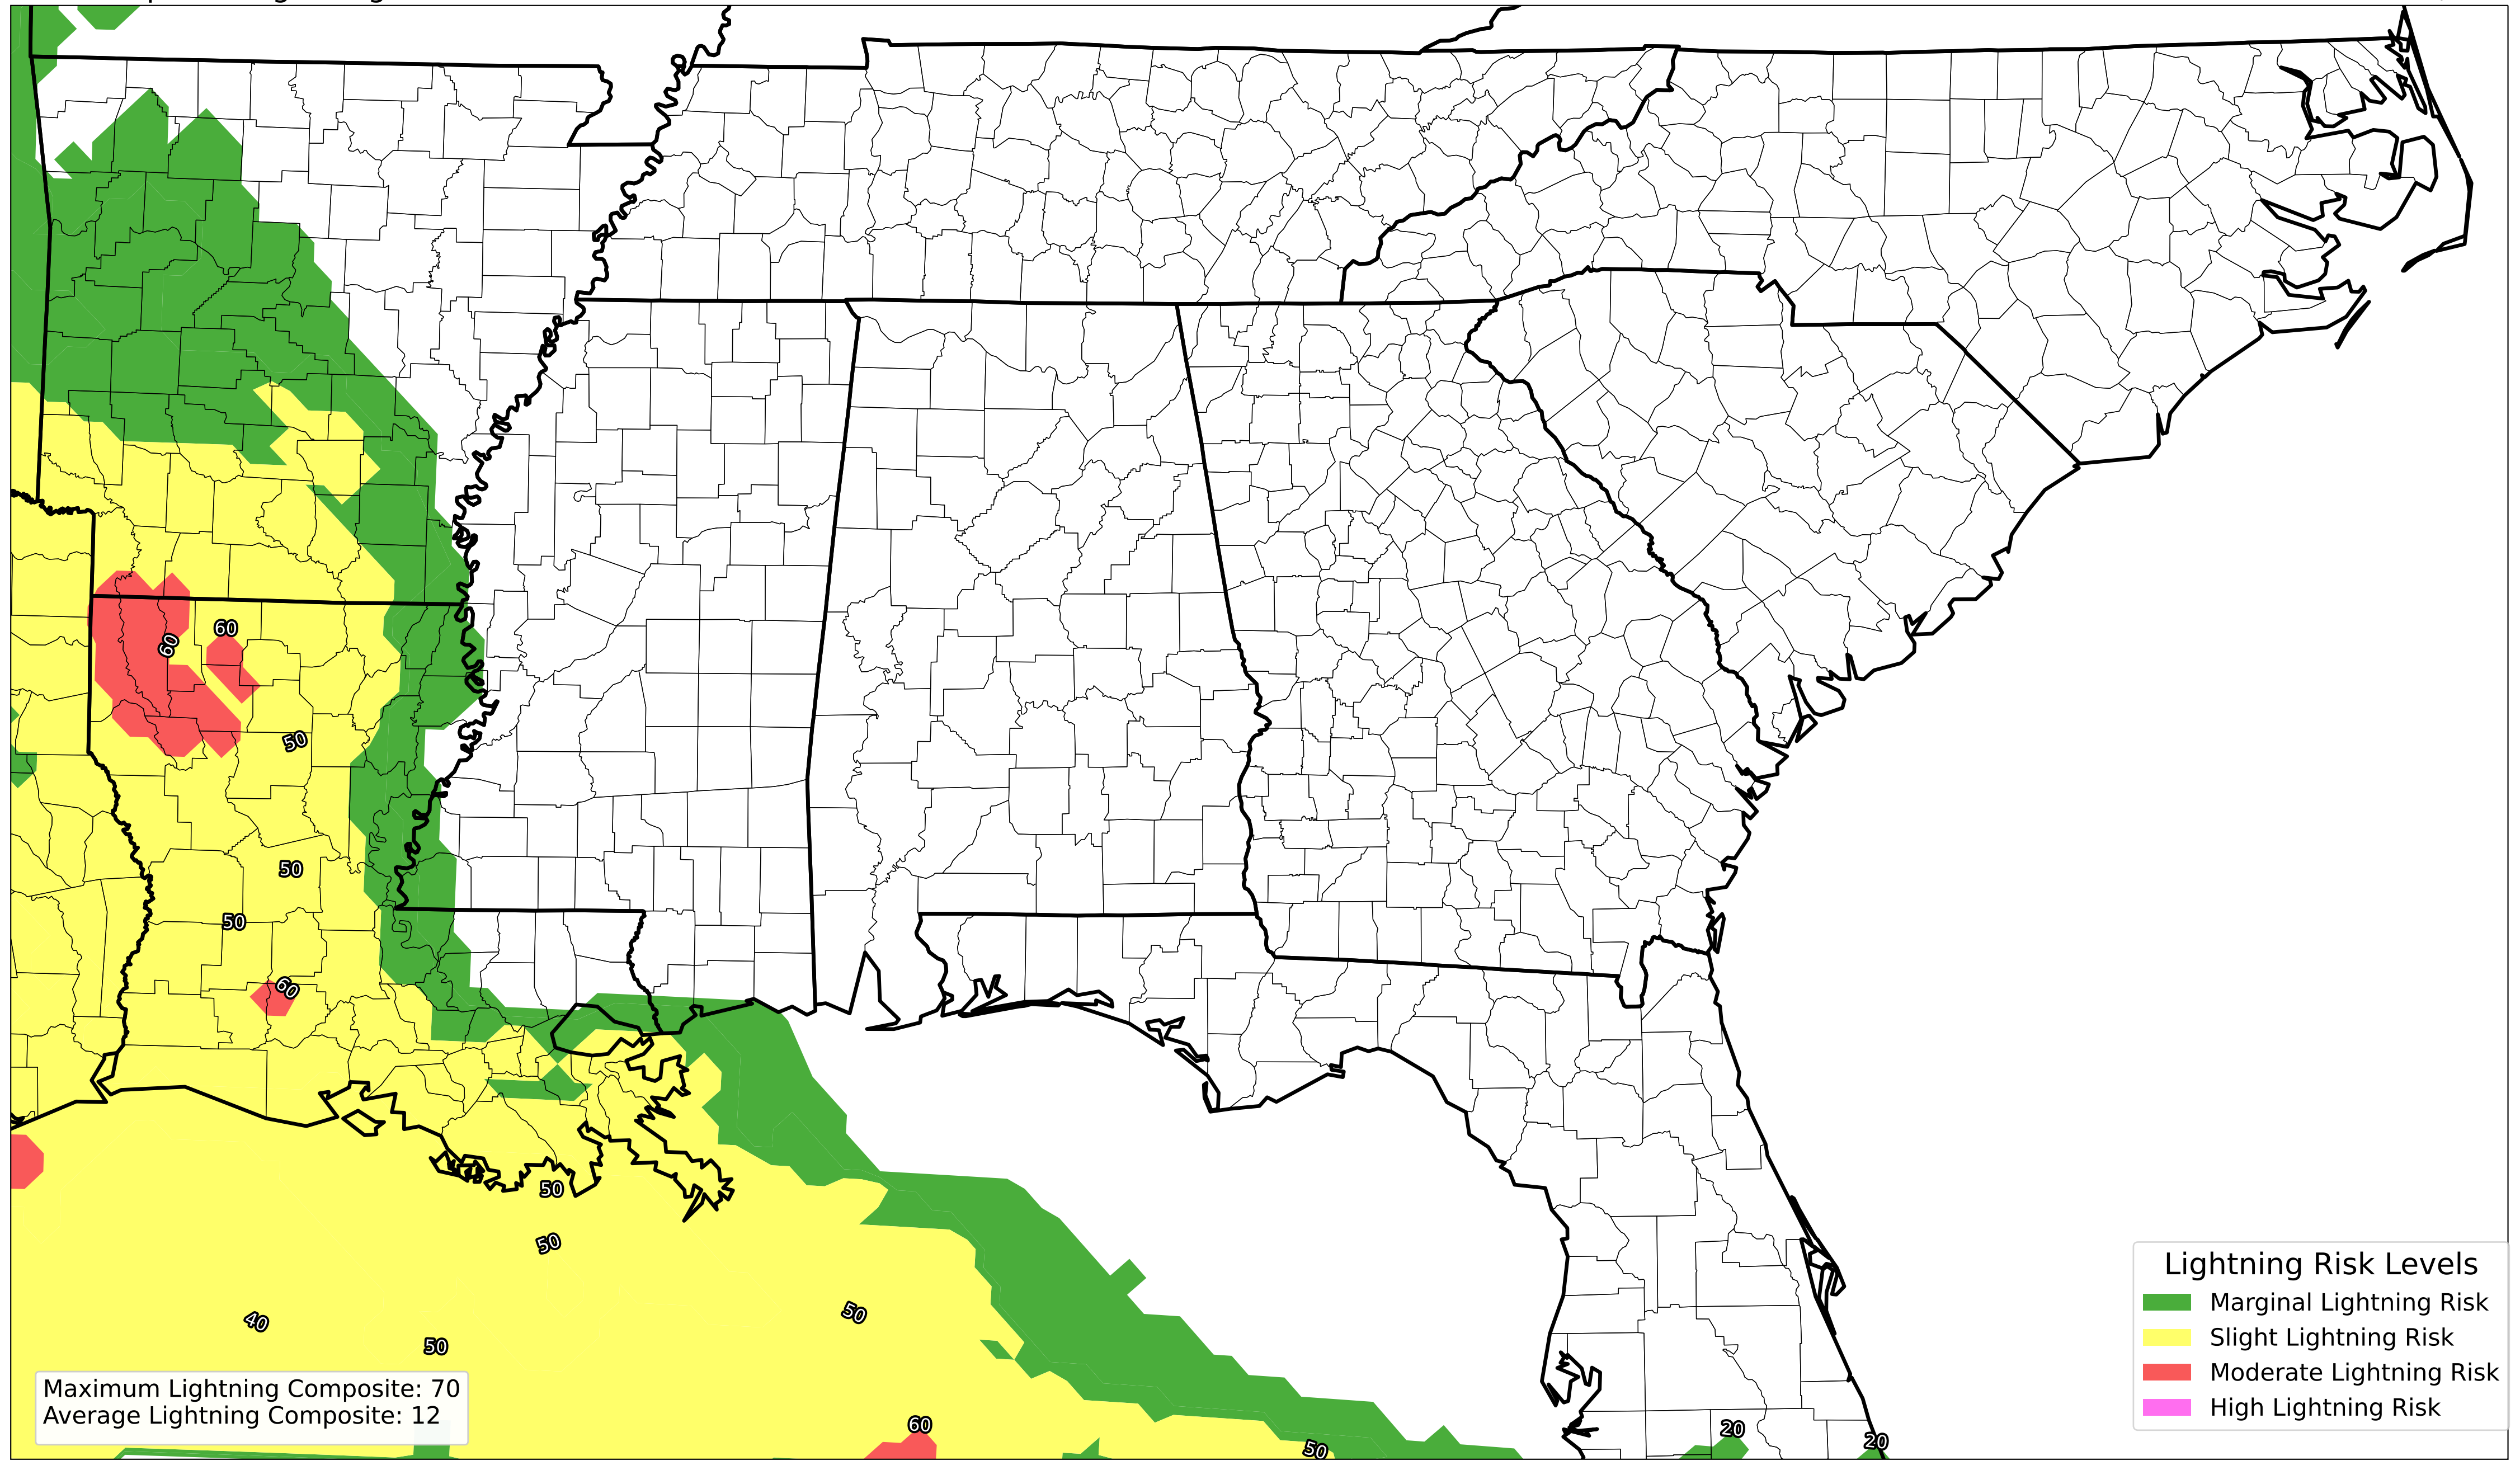 60
60
50
50
50
60
50
50
40
50
50
60
50
20
20
Maximum Lightning Composite: 70
Average Lightning Composite: 12
Lightning Risk Levels
Marginal Lightning Risk
Slight Lightning Risk
Moderate Lightning Risk
High Lightning Risk